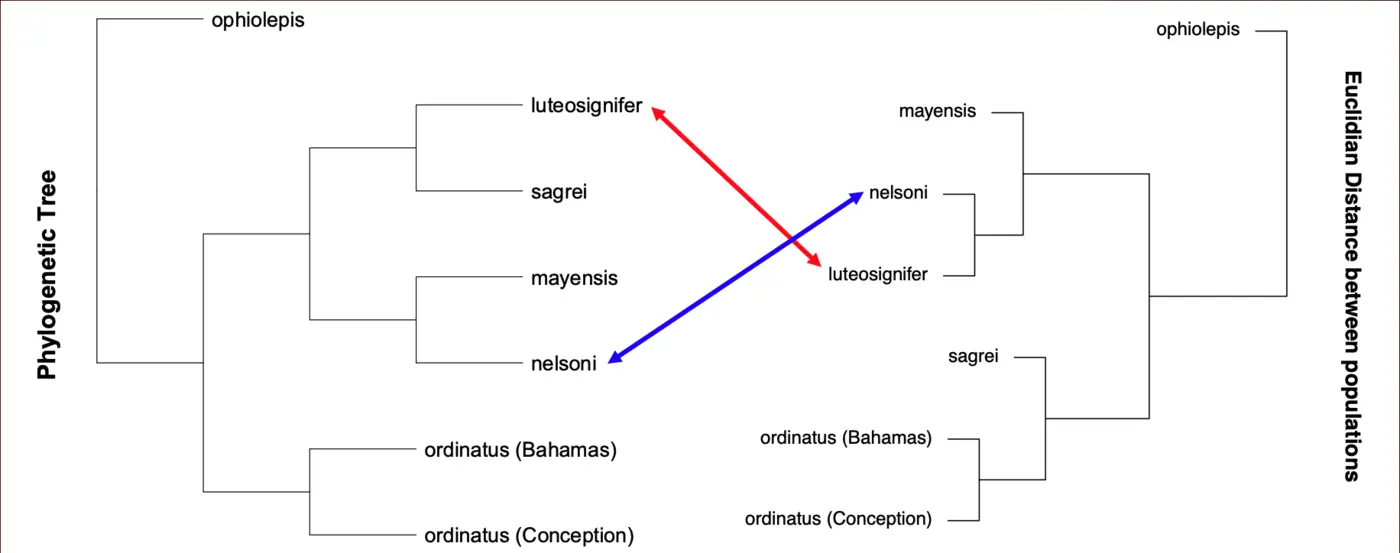 Phylogenetic Tree
ophiolepis
luteosignifer
sagrei
mayensis
nelsoni
ordinatus (Bahamas)
ordinatus (Conception)
ophiolepis
mayensis
nelsoni
luteosignifer
sagrei
ordinatus (Bahamas)
ordinatus (Conception)
Euclidian Distance between populations